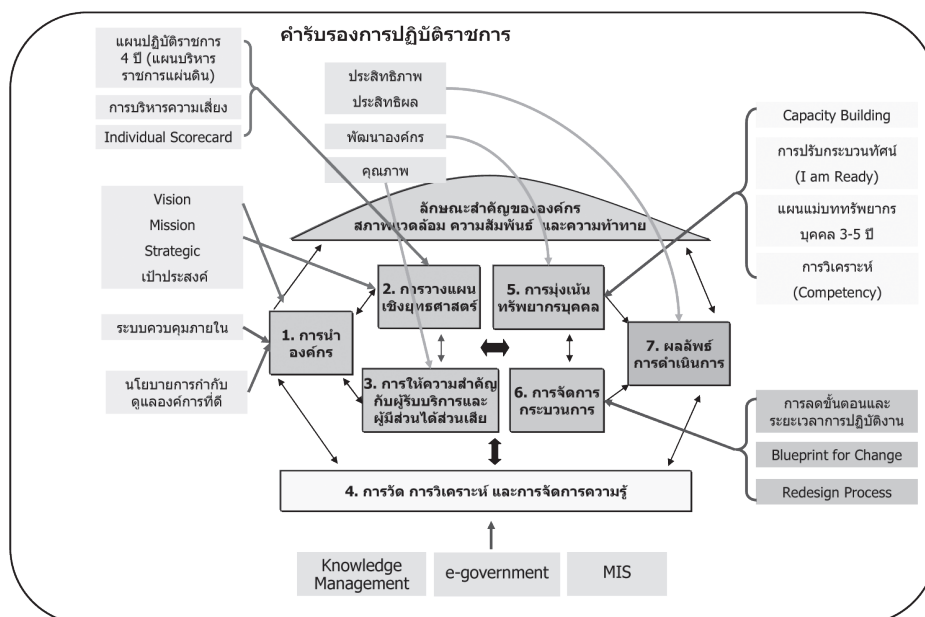 คำรับรองการปฏิบัติราชการ
แผนปฏิบัติราชการ
4 ปี (แผนบริหาร
ราชการแผ่นดิน)
การบริหารความเสี่ยง
Individual Scorecard
ประสิทธิภาพ
ประสิทธิผล
พัฒนาองค์กร
คุณภาพ
Capacity Building
การปรับกระบวนทัศน์
(I am Ready)
แผนแม่บททรัพยากร
บุคคล 3-5 ปี
การวิเคราะห์
(Competency)
Vision
Mission
Strategic
เป้าประสงค์
ระบบควบคุมภายใน
นโยบายการกำกับ
ดูแลองค์การที่ดี
ลักษณะสำคัญขององค์กร
สภาพแวดล้อม ความสัมพันธ์ และความท้าทาย
1. การนำ
องค์กร
2. การวางแผน
เชิงยุทธศาสตร์
3. การให้ความสำคัญ
กับผู้รับบริการและ
ผู้มีส่วนได้ส่วนเสีย
5. การมุ่งเน้น
ทรัพยากรบุคคล
6. การจัดการ
กระบวนการ
7. ผลลัพธ์
การดำเนินการ
การลดขั้นตอนและ
ระยะเวลาการปฏิบัติงาน
Blueprint for Change
Redesign Process
4. การวัด การวิเคราะห์ และการจัดการความรู้
Knowledge
Management
e-government
MIS